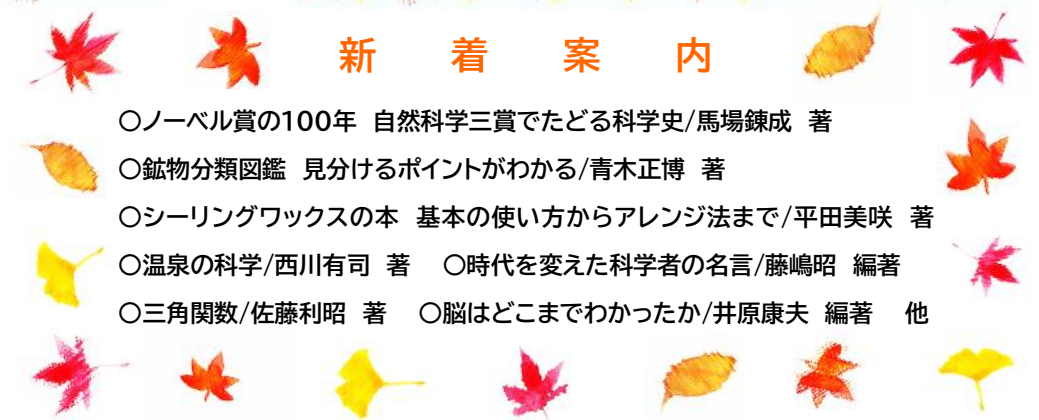 新着案内
〇ノーベル賞の100年 自然科学三賞でたどる科学史/馬場錬成 著
〇鉱物分類図鑑 見分けるポイントがわかる/青木正博 著
〇シーリングワックスの本 基本の使い方からアレンジ法まで/平田美咲 著
〇温泉の科学/西川有司 著 〇時代を変えた科学者の名言/藤嶋昭 編著
〇三角関数/佐藤利昭 著 〇脳はどこまでわかったか/井原康夫 編著 他